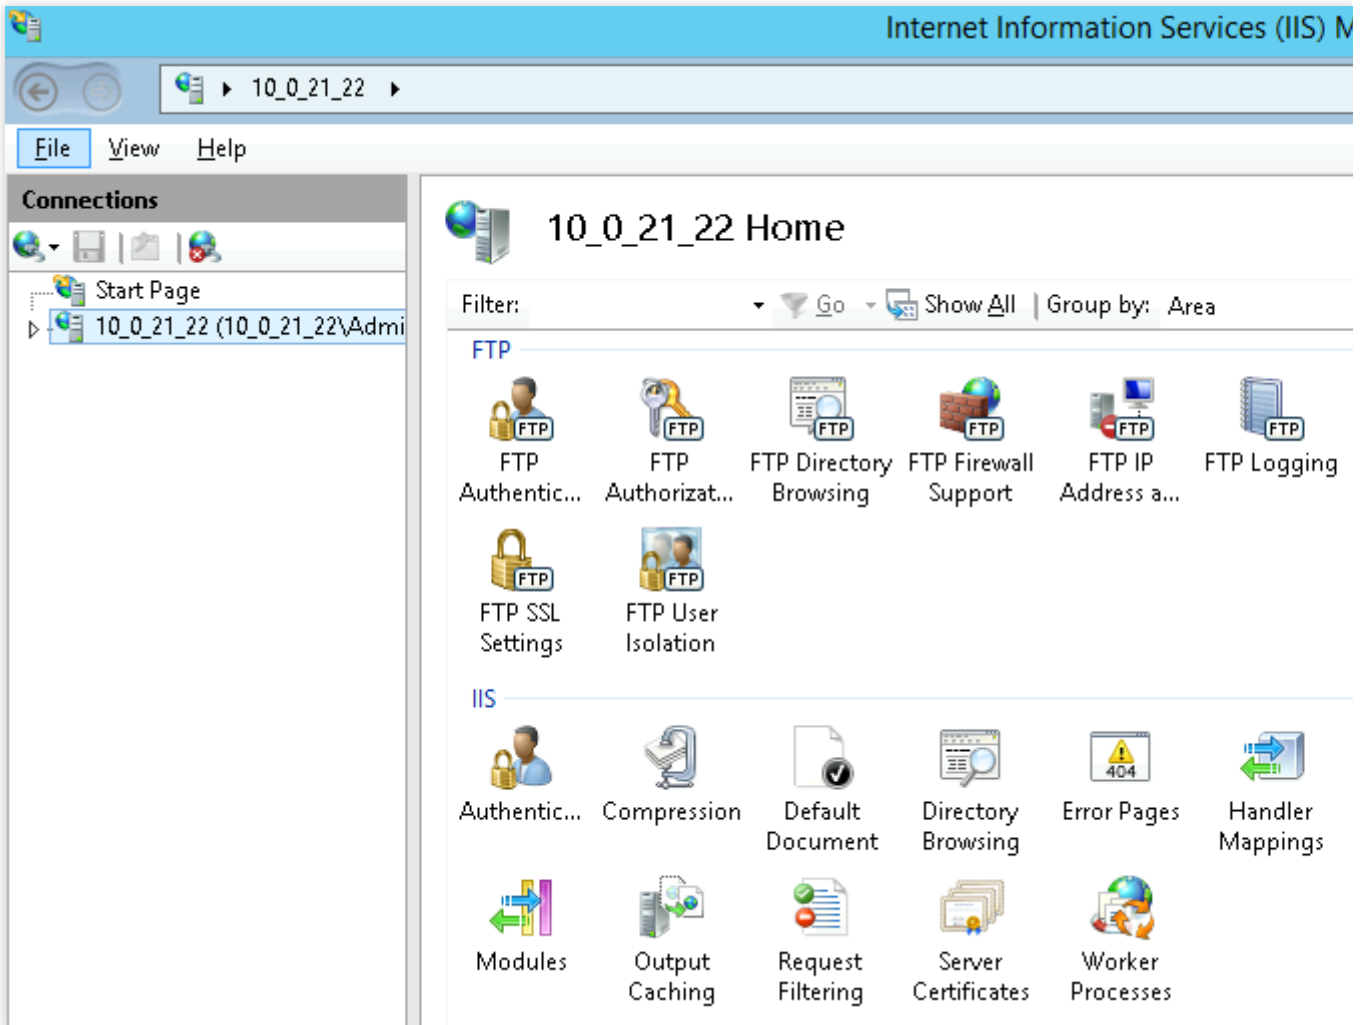 Internet Information Services (IIS) M
10_0_21_22
File View Help
Connections
Start Page
10_0_21_22 (10_0_21_22\Admi
10_0_21_22 Home
Filter: Go Show All Group by: Area
FTP
FTP FTP FTP FTP FTP FTP
FTP Authentic... FTP Authorizat... FTP Directory Browsing FTP Firewall Support FTP IP Address a... FTP Logging
FTP FTP
FTP SSL Settings FTP User Isolation
IIS
404
Authentic... Compression Default Document Directory Browsing Error Pages Handler Mappings
Modules Output Caching Request Filtering Server Certificates Worker Processes